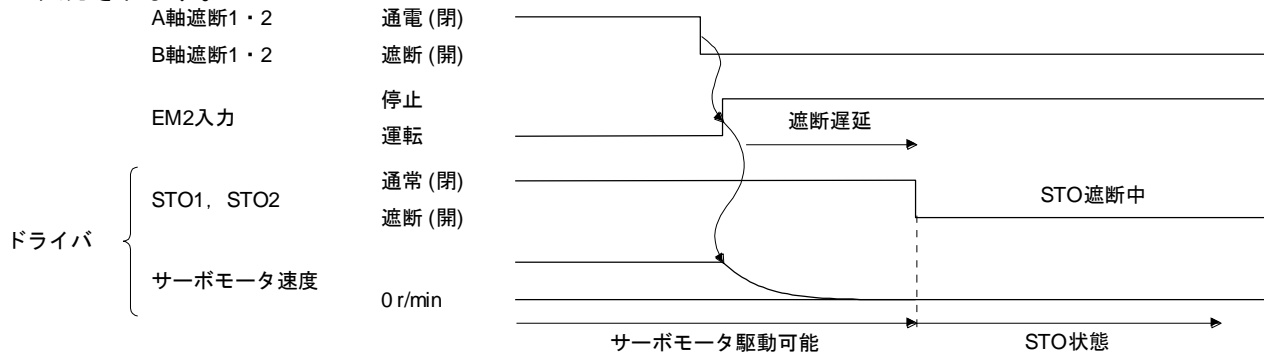 A軸遮断1・2 通電 (閉)
B軸遮断1・2 遮断 (開)
停止
EM2入力 遮断遅延
運転
通常 (閉)
STO1, STO2 STO遮断中
遮断 (開)
ドライバ
サーボモータ速度
0 r/min
サーボモータ駆動可能 STO状態